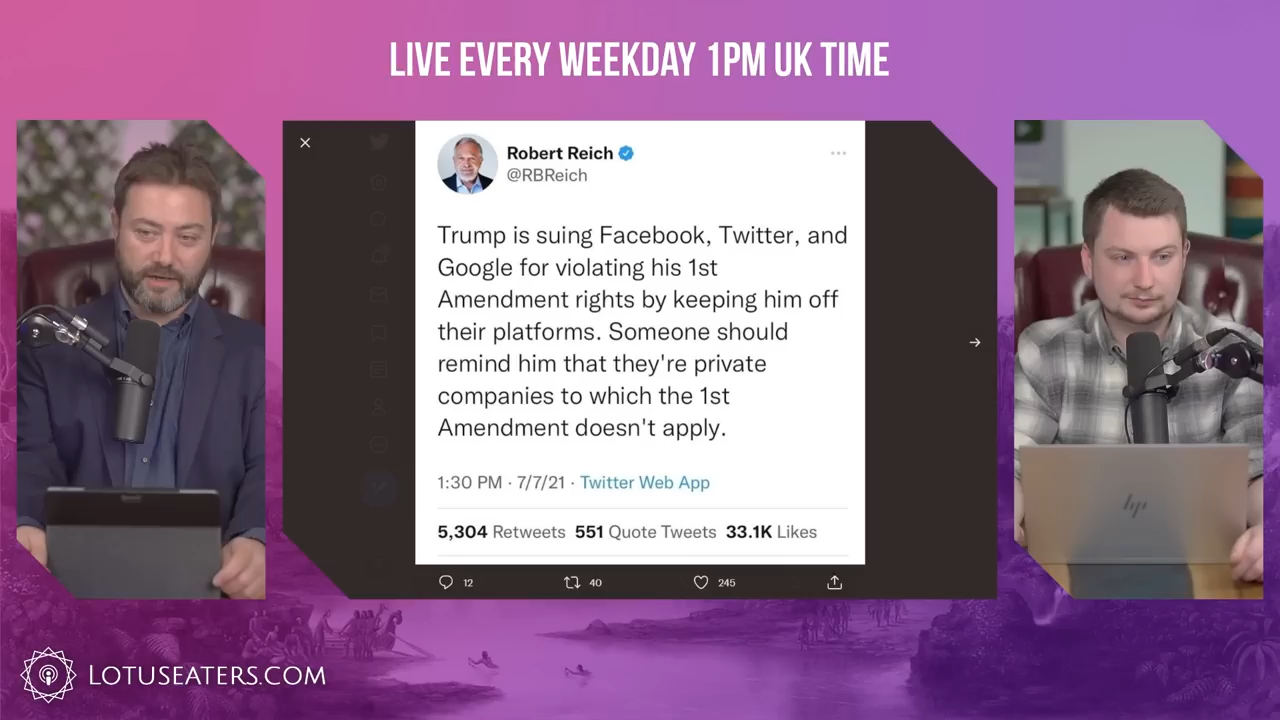 LIVE EVERY WEEKDAY 1PM UK TIME
Robert Reich
@RBReich
Trump is suing Facebook, Twitter, and
Google for violating his 1st
Amendment rights by keeping him off
their platforms. Someone should
remind him that they're private
companies to which the 1st
Amendment doesn't apply.
1:30 PM · 7/7/21 · Twitter Web App
5,304 Retweets 551 Quote Tweets 33.1K Likes
12 40 245
hp
LOTUSEATERS.COM